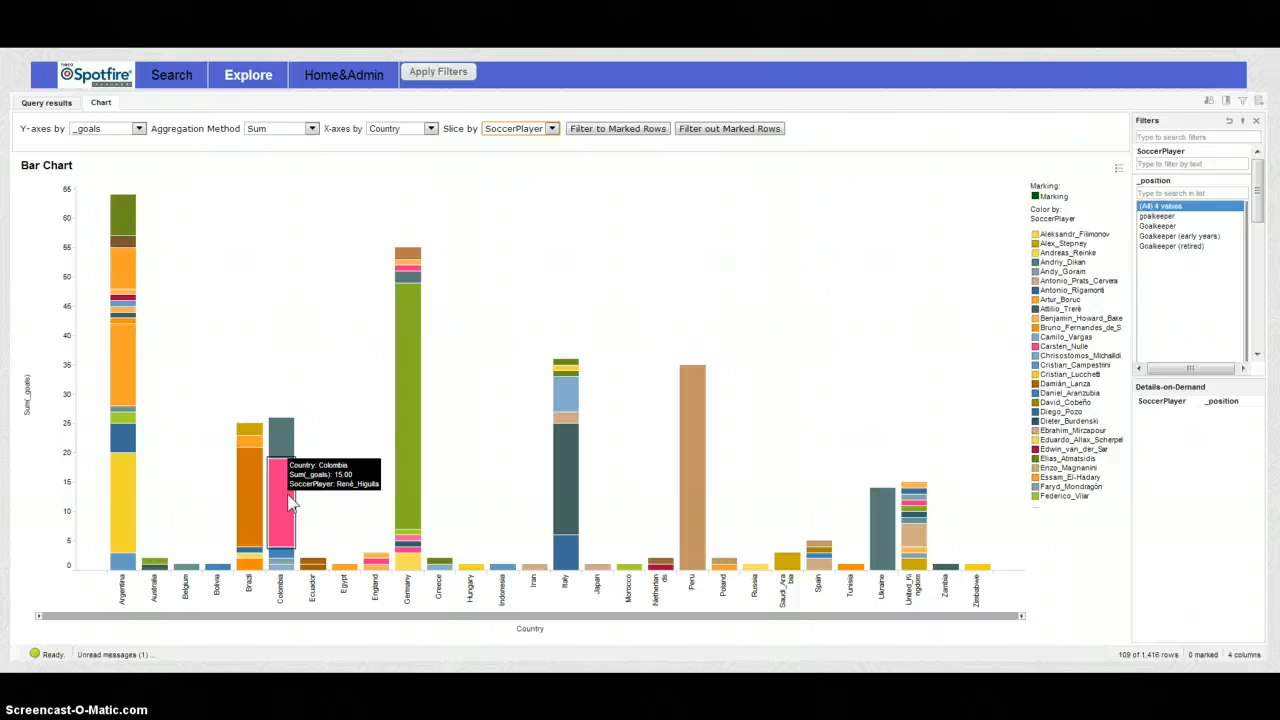 TIBCO
Spotfire
Search
Explore
Home&Admin
Apply Filters
Query results
Chart
Y-axes by _goals Aggregation Method Sum X-axes by Country Slice by SoccerPlayer Filter to Marked Rows Filter out Marked Rows
Bar Chart
65
60
55
50
45
40
35
30
25
20
15
10
5
0
Sum(_goals)
Country: Colombia
Sum(_goals): 15.00
SoccerPlayer: René_Higuita
Argentina
Australia
Belgium
Bolivia
Brazil
Colombia
Ecuador
Egypt
England
Germany
Greece
Hungary
Indonesia
Iran
Italy
Japan
Morocco
Netherlan
ds
Peru
Poland
Russia
Saudi_Ara
bia
Spain
Tunisia
Ukraine
United_Ki
ngdom
Zambia
Zimbabwe
Country
Marking:
Marking
Color by:
SoccerPlayer
Aleksandr_Filimonov
Alex_Stepney
Andreas_Reinke
Andriy_Dikan
Andy_Goram
Antonio_Prats_Cervera
Antonio_Rigamonti
Artur_Boruc
Attilio_Trerè
Benjamin_Howard_Bake
Bruno_Fernandes_de_S
Camilo_Vargas
Carsten_Nulle
Chrisostomos_Michailidi
Cristian_Campestrini
Cristian_Lucchetti
Damián_Lanza
Daniel_Aranzubia
David_Cobeño
Diego_Pozo
Dieter_Burdenski
Ebrahim_Mirzapour
Eduardo_Allax_Scherpel
Edwin_van_der_Sar
Elias_Atmatsidis
Enzo_Magnanini
Essam_El-Hadary
Faryd_Mondragón
Federico_Vilar
Filters
Type to search filters
SoccerPlayer
Type to filter by text
_position
Type to search in list
(All) 4 values
goalkeeper
Goalkeeper
Goalkeeper (early years)
Goalkeeper (retired)
Details-on-Demand
SoccerPlayer _position
Ready.
Unread messages (1) ...
109 of 1,416 rows
0 marked
4 columns
Screencast-O-Matic.com